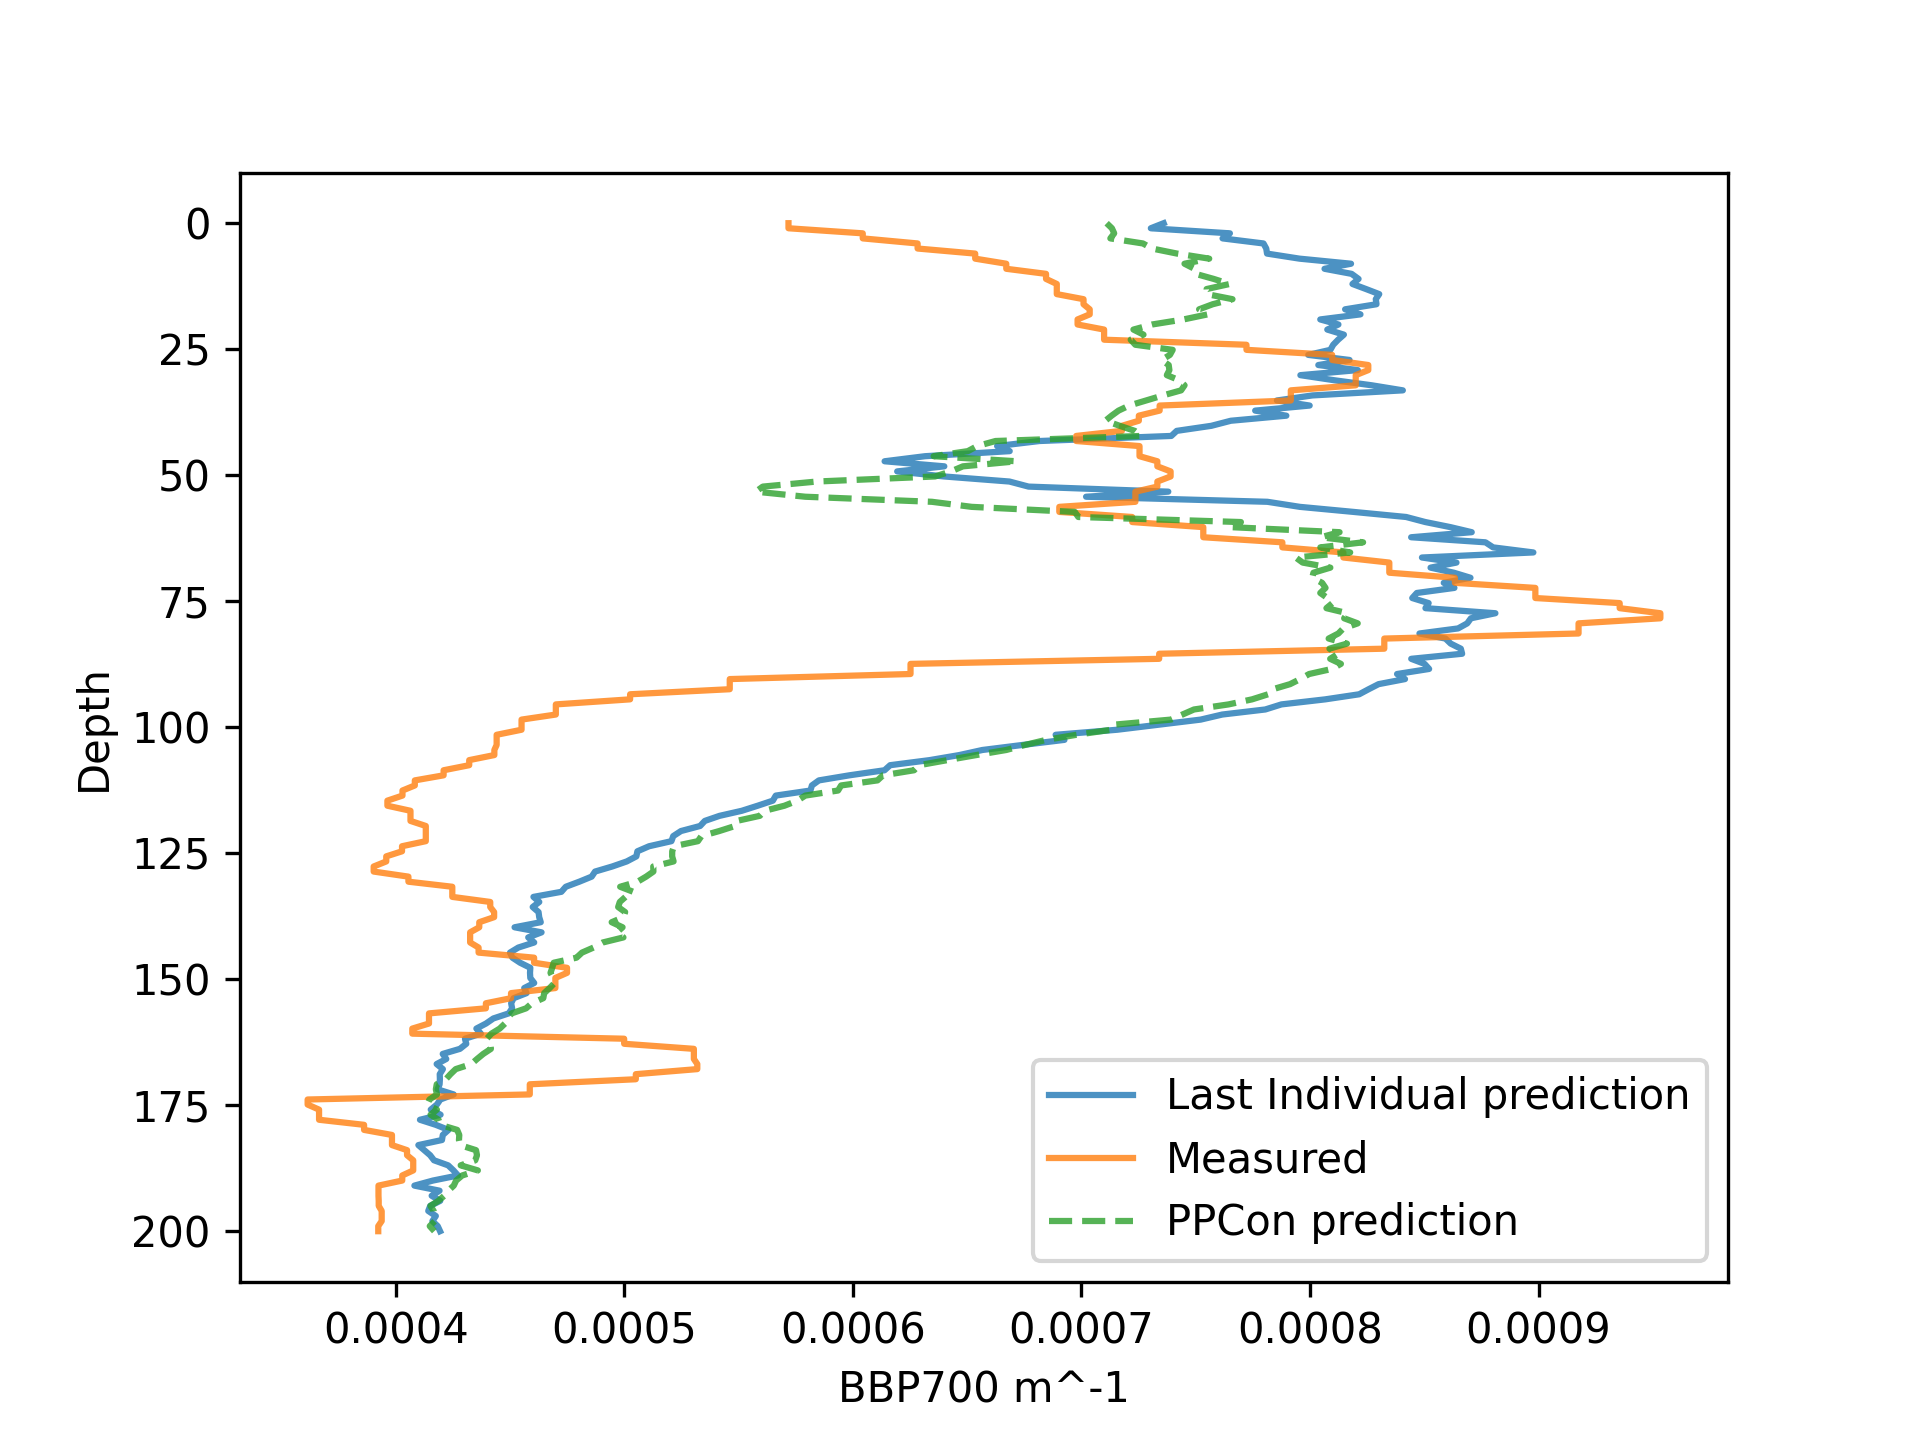 0
25
50
75
100
125
150
175
200
Depth
0.0004 0.0005 0.0006 0.0007 0.0008 0.0009
BBP700 m^-1
Last Individual prediction
Measured
PPCon prediction